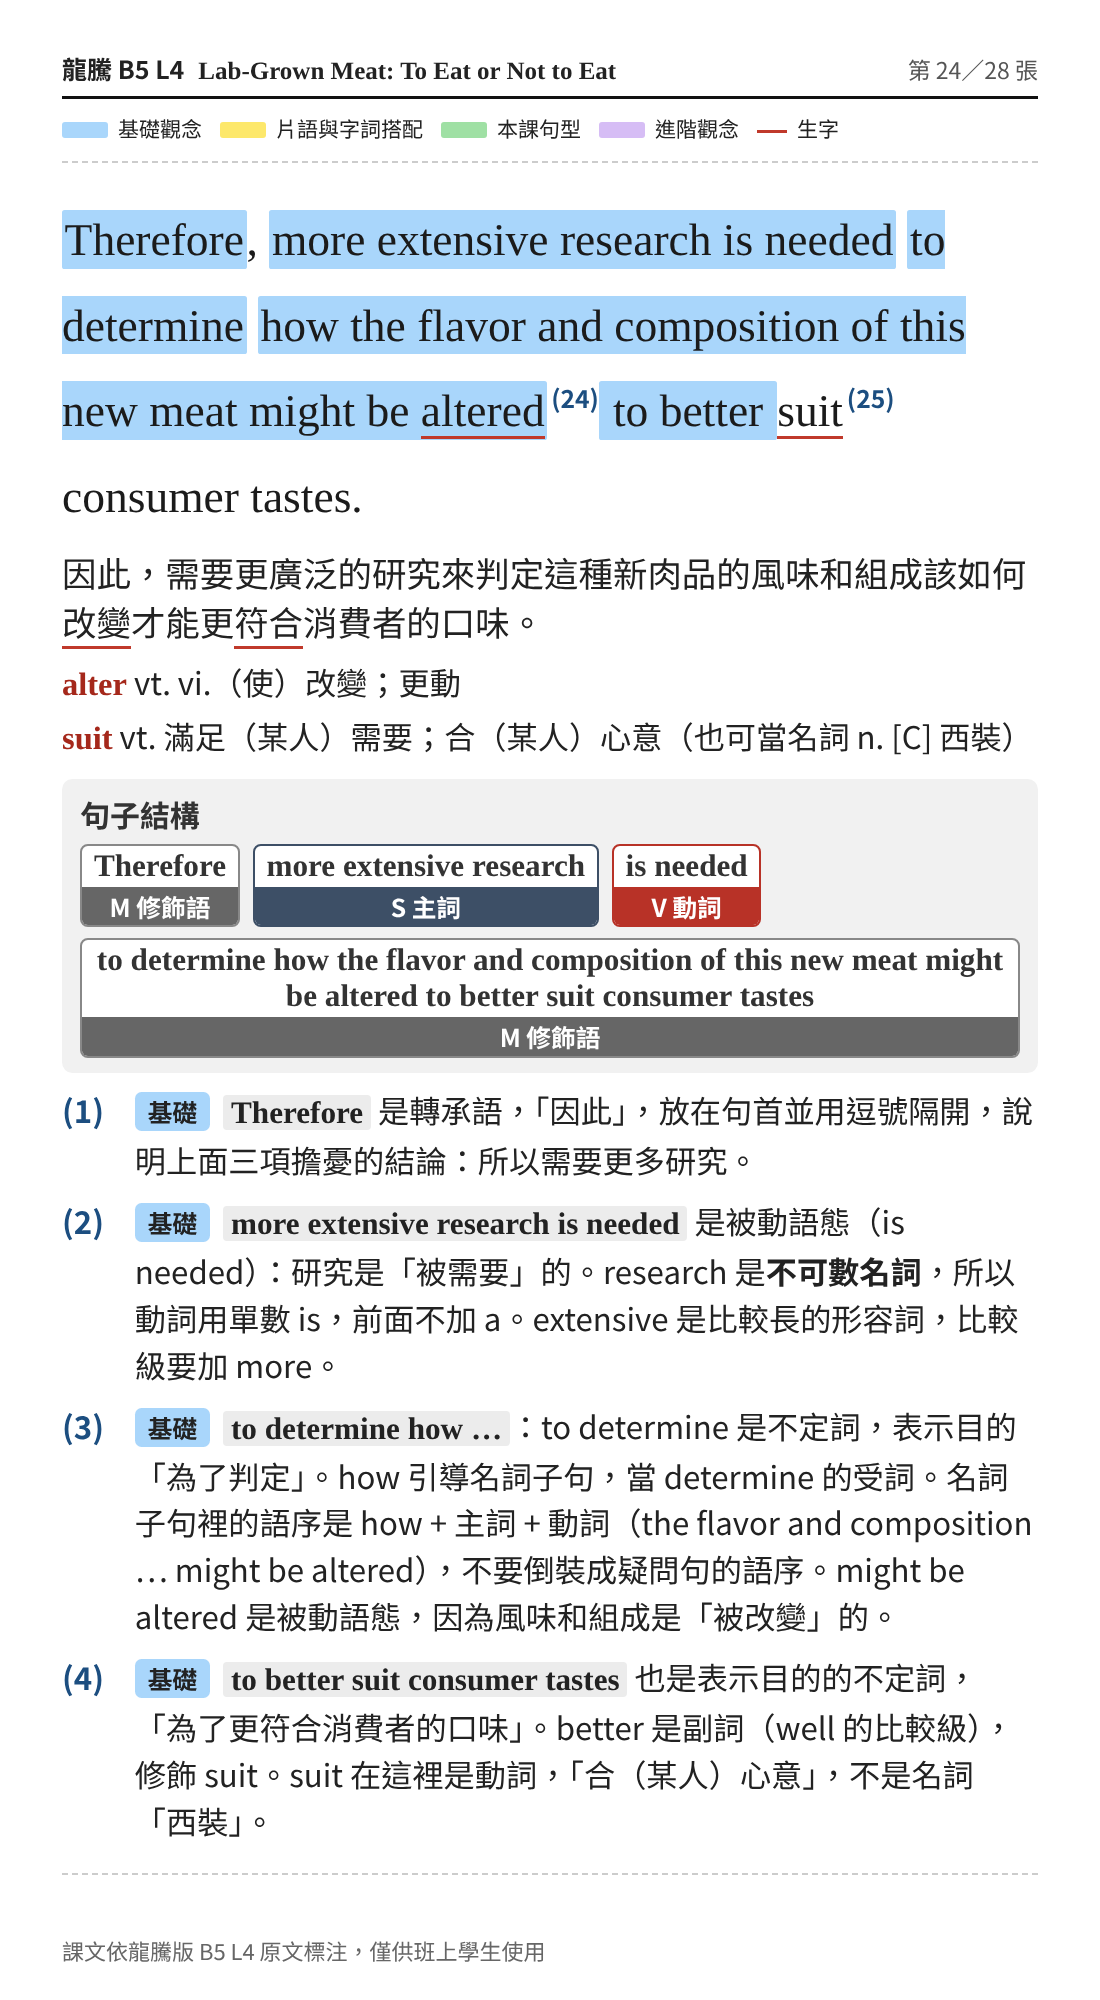 龍騰 B5 L4 Lab-Grown Meat: To Eat or Not to Eat 第 24／28 張
基礎觀念 片語與字詞搭配 本課句型 進階觀念 生字
Therefore, more extensive research is needed to
determine how the flavor and composition of this
new meat might be altered (24) to better suit (25)
consumer tastes.
因此，需要更廣泛的研究來判定這種新肉品的風味和組成該如何
改變才能更符合消費者的口味。
alter vt. vi.（使）改變；更動
suit vt. 滿足（某人）需要；合（某人）心意（也可當名詞 n. [C] 西裝）
句子結構
Therefore more extensive research is needed
M 修飾語 S 主詞 V 動詞
to determine how the flavor and composition of this new meat might
be altered to better suit consumer tastes
M 修飾語
(1) 基礎 Therefore 是轉承語，「因此」，放在句首並用逗號隔開，說
明上面三項擔憂的結論：所以需要更多研究。
(2) 基礎 more extensive research is needed 是被動語態（is
needed）：研究是「被需要」的。research 是不可數名詞，所以
動詞用單數 is，前面不加 a。extensive 是比較長的形容詞，比較
級要加 more。
(3) 基礎 to determine how … ：to determine 是不定詞，表示目的
「為了判定」。how 引導名詞子句，當 determine 的受詞。名詞
子句裡的語序是 how + 主詞 + 動詞（the flavor and composition
… might be altered），不要倒裝成疑問句的語序。might be
altered 是被動語態，因為風味和組成是「被改變」的。
(4) 基礎 to better suit consumer tastes 也是表示目的的不定詞，
「為了更符合消費者的口味」。better 是副詞（well 的比較級），
修飾 suit。suit 在這裡是動詞，「合（某人）心意」，不是名詞
「西裝」。
課文依龍騰版 B5 L4 原文標注，僅供班上學生使用